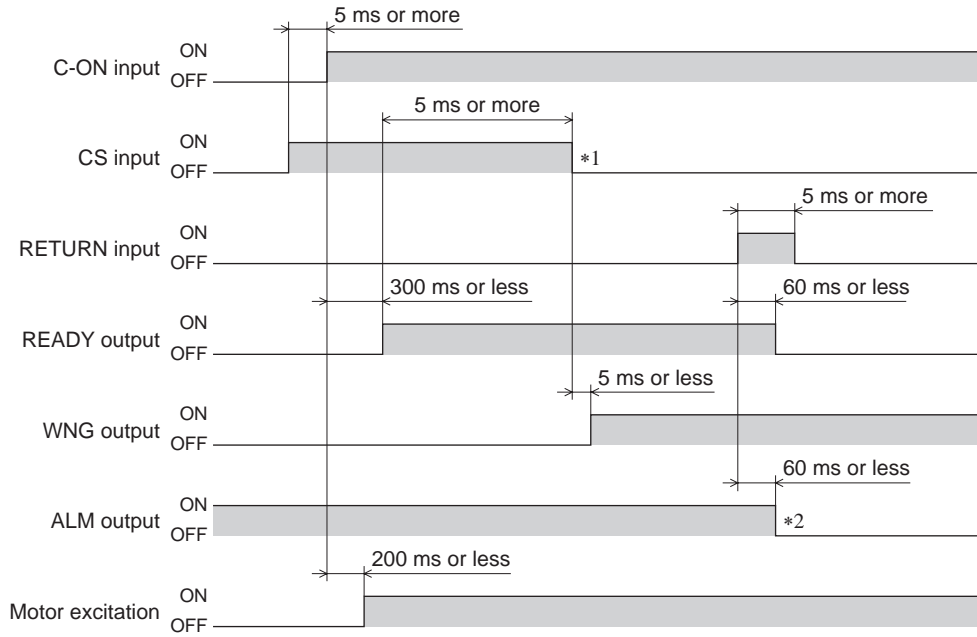 5 ms or more
ON
C-ON input
OFF
5 ms or more
ON
CS input
OFF
*1
5 ms or more
ON
RETURN input
OFF
300 ms or less
60 ms or less
ON
READY output
OFF
5 ms or less
ON
WNG output
OFF
60 ms or less
ON
ALM output
OFF
*2
200 ms or less
ON
Motor excitation
OFF